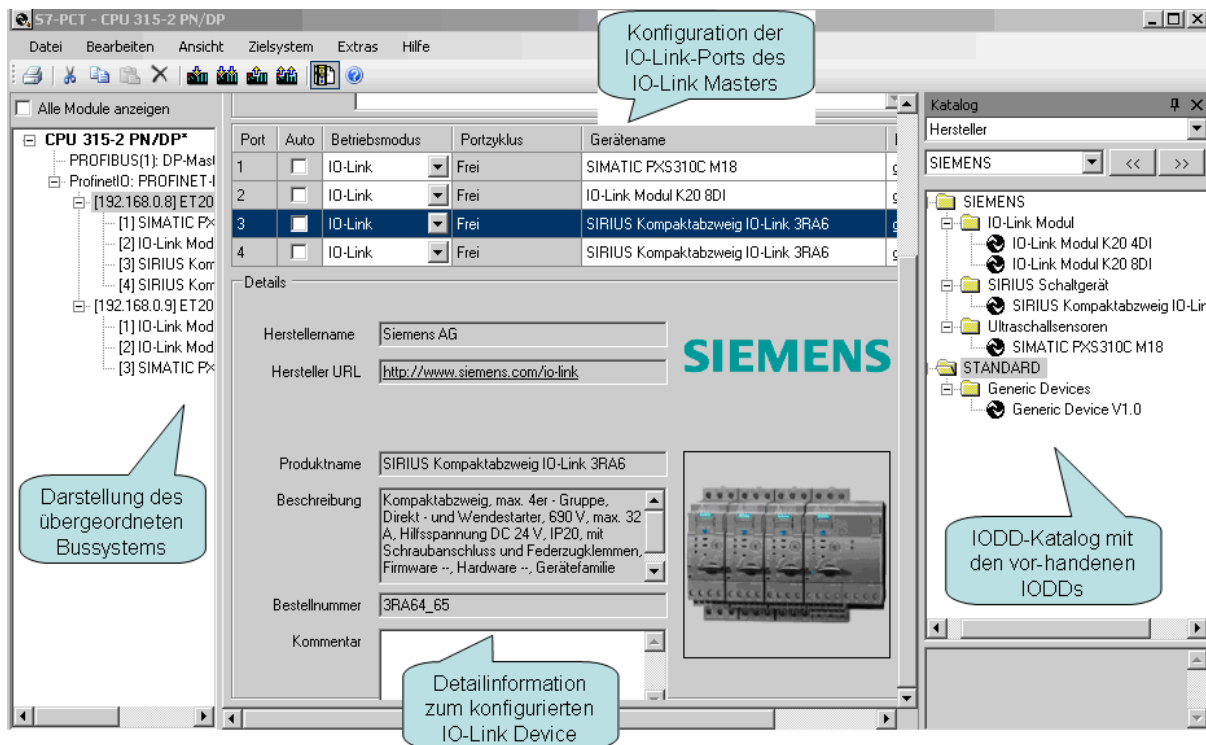 S7-PCT - CPU 315-2 PN/DP
Datei Bearbeiten Ansicht Zielsystem Extras Hilfe
Konfiguration der
IO-Link-Ports des
IO-Link Masters
Alle Module anzeigen
CPU 315-2 PN/DP*
PROFIBUS(1): DP-Mast
ProfinetIO: PROFINET-I
[192.168.0.8] ET20
[1] SIMATIC PX
[2] IO-Link Mod
[3] SIRIUS Kom
[4] SIRIUS Kom
[192.168.0.9] ET20
[1] IO-Link Mod
[2] IO-Link Mod
[3] SIMATIC PX
Darstellung des
übergeordneten
Bussystems
Port Auto Betriebsmodus Portzyklus Gerätename
1 IO-Link Frei SIMATIC PXS310C M18
2 IO-Link Frei IO-Link Modul K20 8DI
3 IO-Link Frei SIRIUS Kompaktabzweig IO-Link 3RA6
4 IO-Link Frei SIRIUS Kompaktabzweig IO-Link 3RA6
Details
Herstellername Siemens AG
SIEMENS
Hersteller URL http://www.siemens.com/io-link
Produktname SIRIUS Kompaktabzweig IO-Link 3RA6
Beschreibung Kompaktabzweig, max. 4er - Gruppe,
Direkt - und Wendestarter, 690 V, max. 32
A, Hilfsspannung DC 24 V, IP20, mit
Schraubanschluss und Federzugklemmen,
Firmware --, Hardware --, Gerätefamilie
Bestellnummer 3RA64_65
Kommentar
Detailinformation
zum konfigurierten
IO-Link Device
Katalog
Hersteller
SIEMENS << >>
SIEMENS
IO-Link Modul
IO-Link Modul K20 4DI
IO-Link Modul K20 8DI
SIRIUS Schaltgerät
SIRIUS Kompaktabzweig IO-Lin
Ultraschallsensoren
SIMATIC PXS310C M18
STANDARD
Generic Devices
Generic Device V1.0
IODD-Katalog mit
den vor-handenen
IODDs